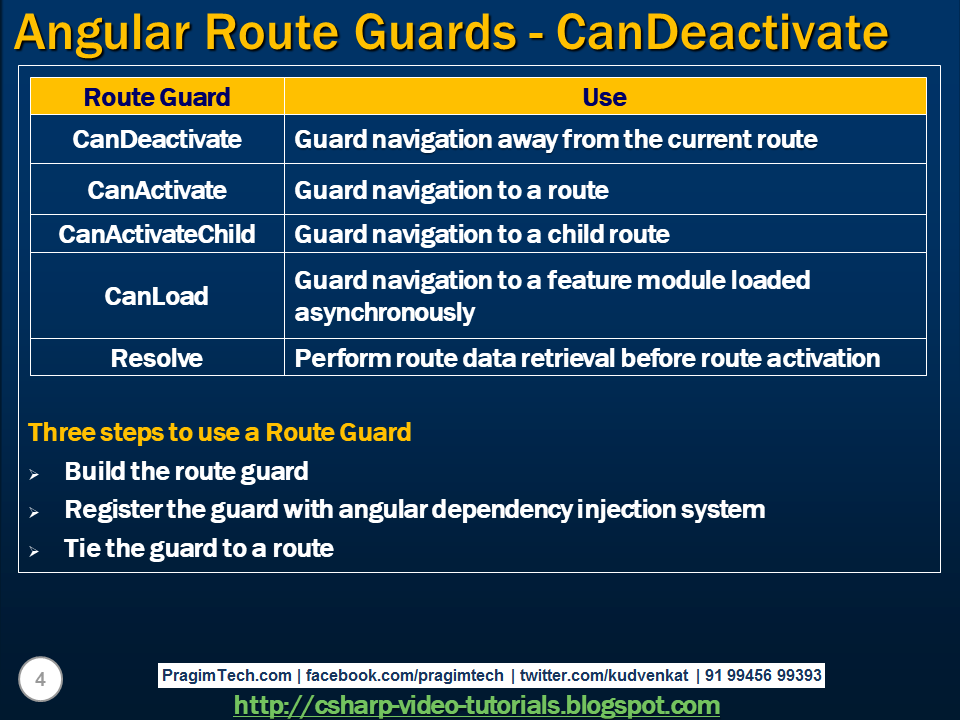 Angular Route Guards - CanDeactivate
Route Guard Use
CanDeactivate Guard navigation away from the current route
CanActivate Guard navigation to a route
CanActivateChild Guard navigation to a child route
CanLoad Guard navigation to a feature module loaded
asynchronously
Resolve Perform route data retrieval before route activation
Three steps to use a Route Guard
Build the route guard
Register the guard with angular dependency injection system
Tie the guard to a route
4
PragimTech.com | facebook.com/pragimtech | twitter.com/kudvenkat | 91 99456 99393
http://csharp-video-tutorials.blogspot.com